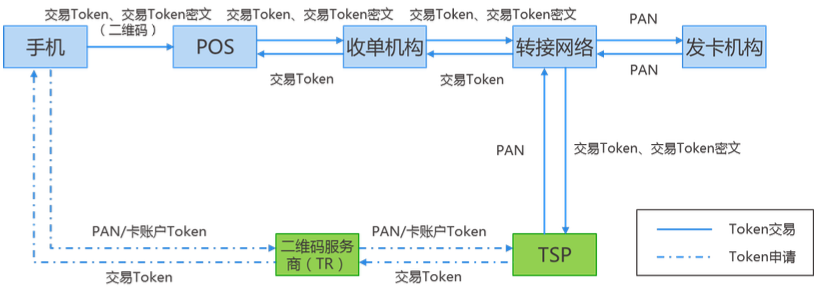 交易Token、交易Token密文
(二维码)
交易Token、交易Token密文
交易Token、交易Token密文
PAN
手机
POS
收单机构
转接网络
发卡机构
交易Token
交易Token
PAN
PAN
交易Token、交易Token密文
PAN/卡账户Token
二维码服务
商(TR)
PAN/卡账户Token
TSP
交易Token
交易Token
Token交易
Token申请